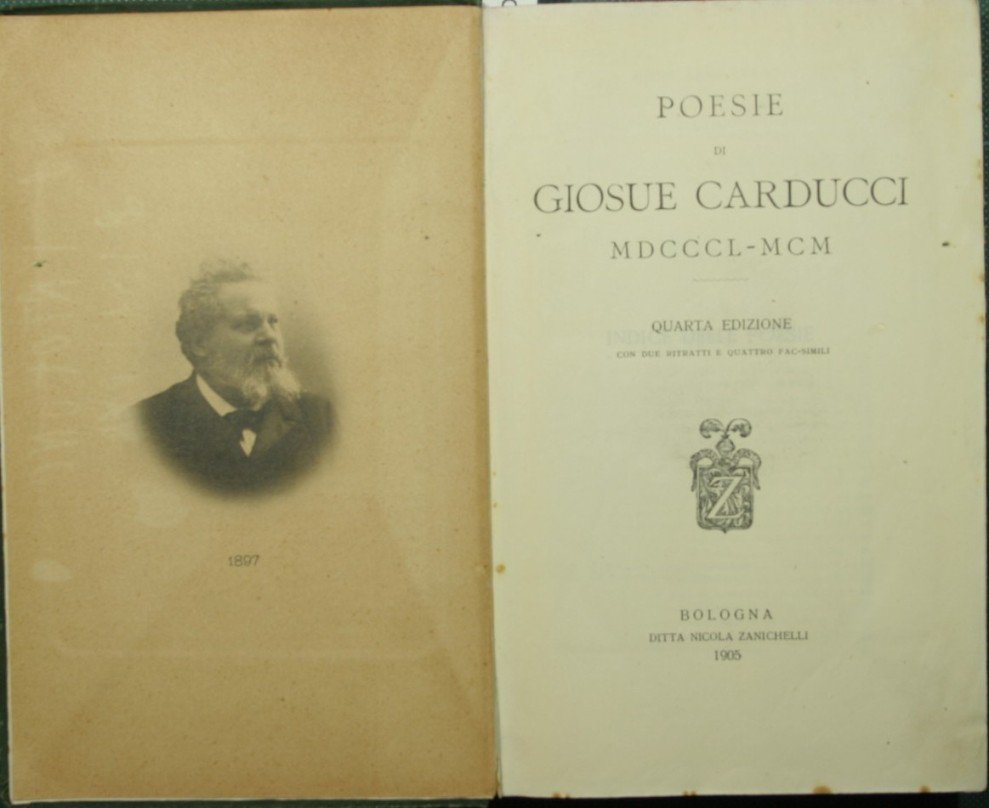 1897
POESIE
DI
GIOSUE CARDUCCI
MDCCCL-MCM
QUARTA EDIZIONE
CON DUE RITRATTI E QUATTRO FAC-SIMILI
Z
BOLOGNA
DITTA NICOLA ZANICHELLI
1905